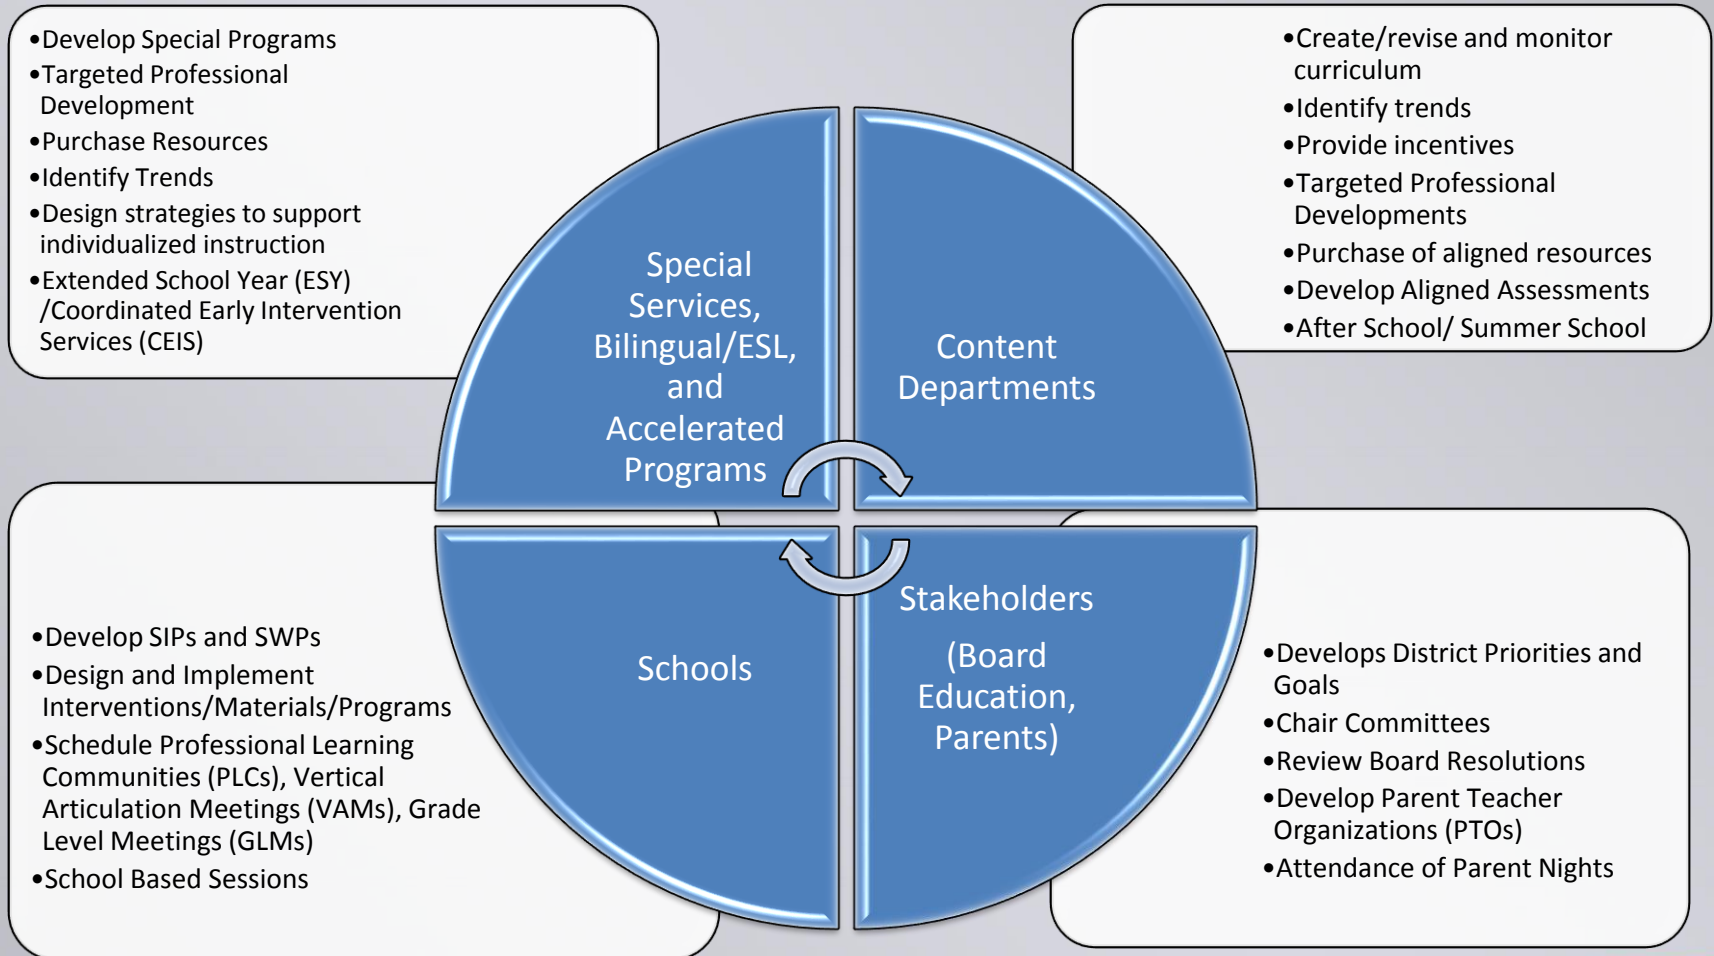 •Develop Special Programs
•Targeted Professional
Development
•Purchase Resources
•Identify Trends
•Design strategies to support
individualized instruction
•Extended School Year (ESY)
/Coordinated Early Intervention
Services (CEIS)
•Create/revise and monitor
curriculum
•Identify trends
•Provide incentives
•Targeted Professional
Developments
•Purchase of aligned resources
•Develop Aligned Assessments
•After School/ Summer School
Special
Services,
Bilingual/ESL,
and
Accelerated
Programs
Content
Departments
Schools
Stakeholders
(Board
Education,
Parents)
•Develop SIPs and SWPs
•Design and Implement
Interventions/Materials/Programs
•Schedule Professional Learning
Communities (PLCs), Vertical
Articulation Meetings (VAMs), Grade
Level Meetings (GLMs)
•School Based Sessions
•Develops District Priorities and
Goals
•Chair Committees
•Review Board Resolutions
•Develop Parent Teacher
Organizations (PTOs)
•Attendance of Parent Nights